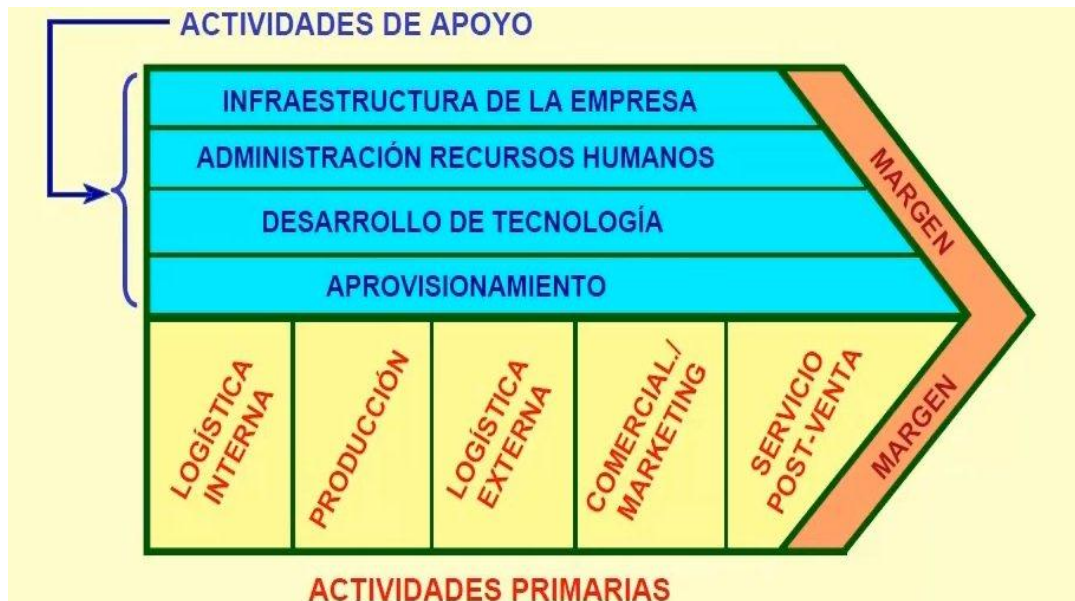 ACTIVIDADES DE APOYO
INFRAESTRUCTURA DE LA EMPRESA
ADMINISTRACIÓN RECURSOS HUMANOS
DESARROLLO DE TECNOLOGÍA
APROVISIONAMIENTO
MARGEN
LOGÍSTICA
INTERNA
PRODUCCIÓN
LOGÍSTICA
EXTERNA
COMERCIAL./
MARKETING
SERVICIO
POST-VENTA
MARGEN
ACTIVIDADES PRIMARIAS